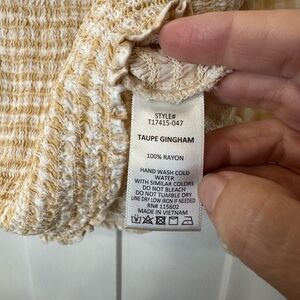 STYLE#
T17415-047
TAUPE GINGHAM
100% RAYON
HAND WASH COLD
WATER
WITH SIMILAR COLORS
DO NOT BLEACH
DO NOT TUMBLE DRY
LINE DRY LOW IRON IF NEEDED
RN# 115602
MADE IN VIETNAM